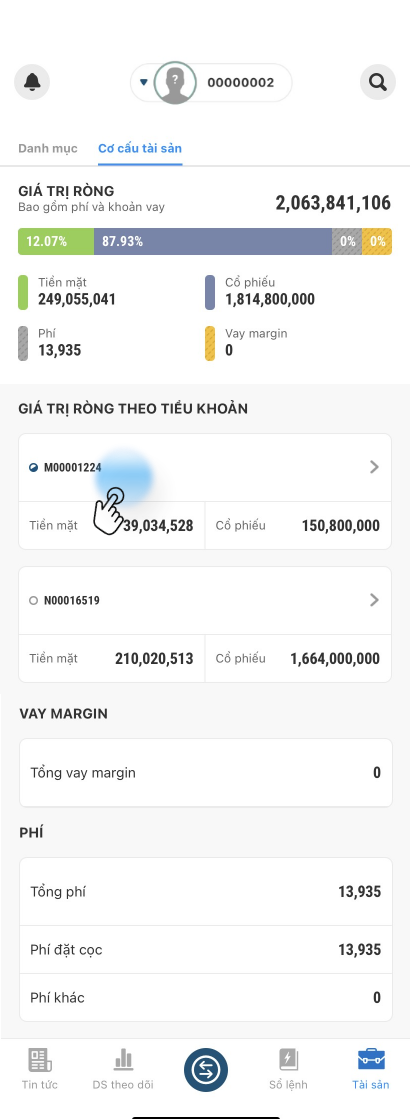 ?
00000002
Danh mục
Cơ cấu tài sản
GIÁ TRỊ RÒNG
Bao gồm phí và khoản vay
2,063,841,106
12.07% 87.93% 0% 0%
Tiền mặt
249,055,041
Cổ phiếu
1,814,800,000
Phí
13,935
Vay margin
0
GIÁ TRỊ RÒNG THEO TIỀU KHOẢN
M00001224
Tiền mặt 39,034,528 Cổ phiếu 150,800,000
N00016519
Tiền mặt 210,020,513 Cổ phiếu 1,664,000,000
VAY MARGIN
Tổng vay margin 0
PHÍ
Tổng phí 13,935
Phí đặt cọc 13,935
Phí khác 0
Tin tức DS theo dõi Sổ lệnh Tài sản